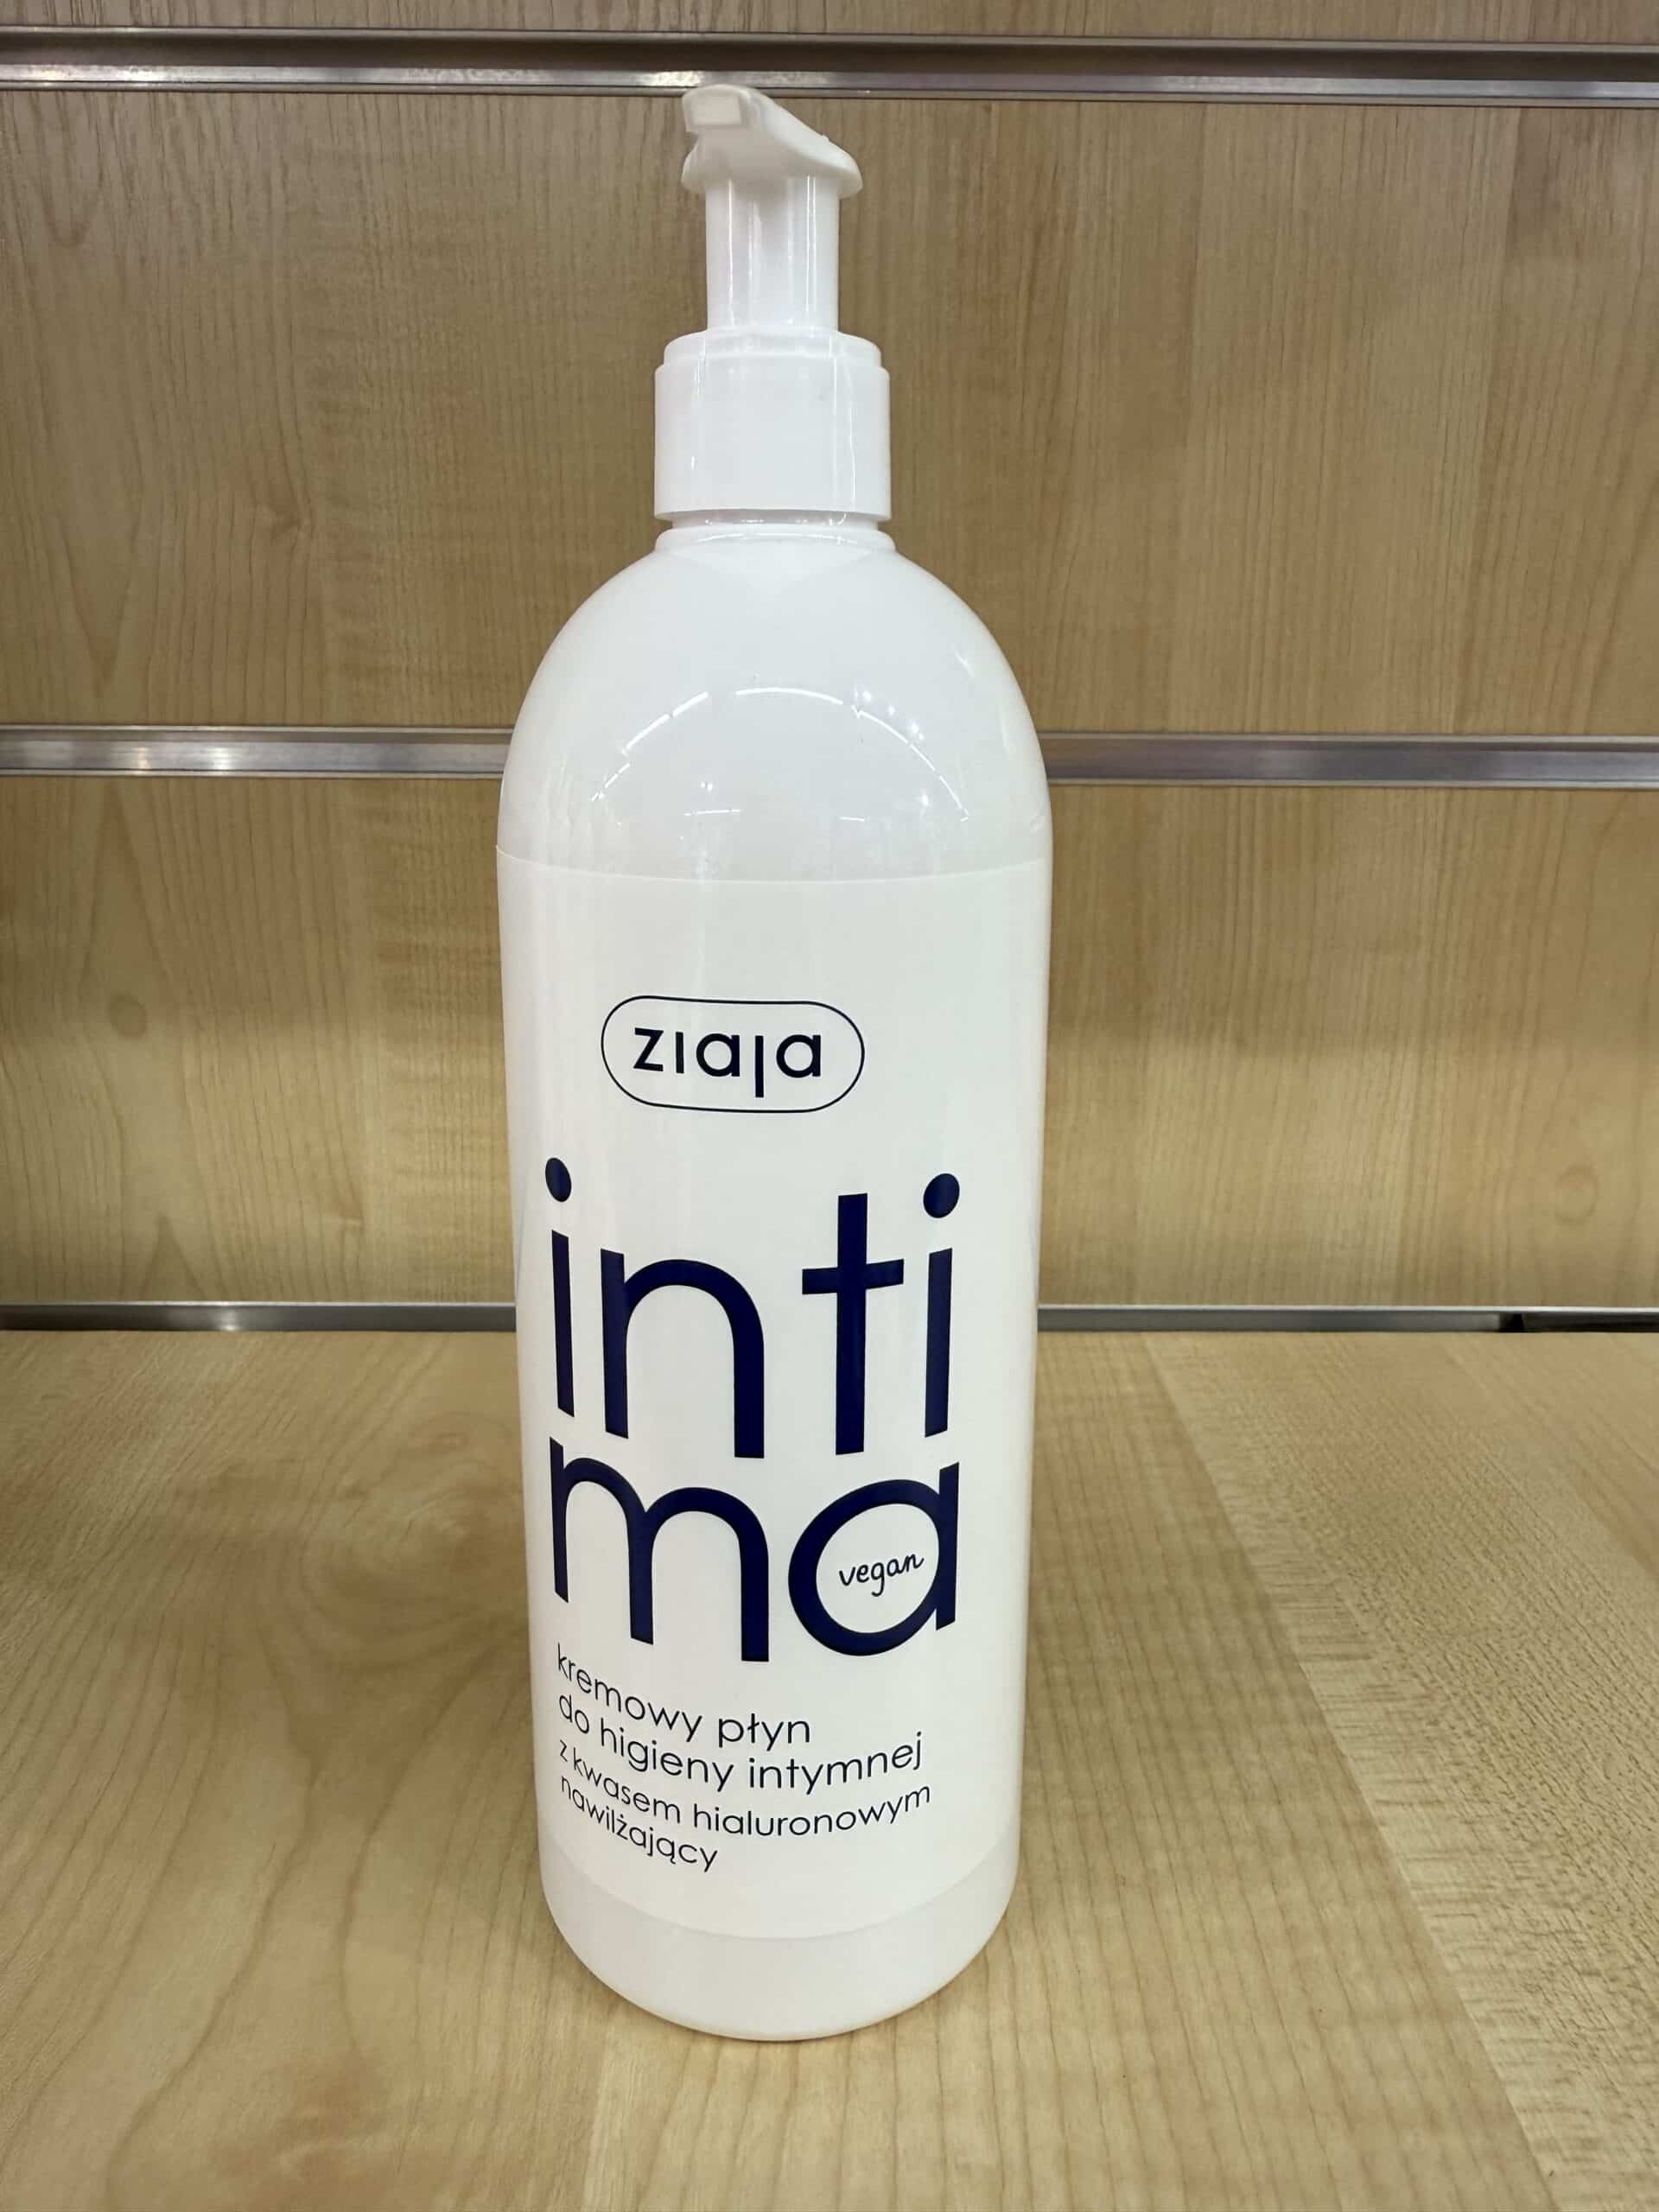 ziaja
inti
ma
vegan
kremowy płyn
do higieny intymnej
z kwasem hialuronowym
nawilżający